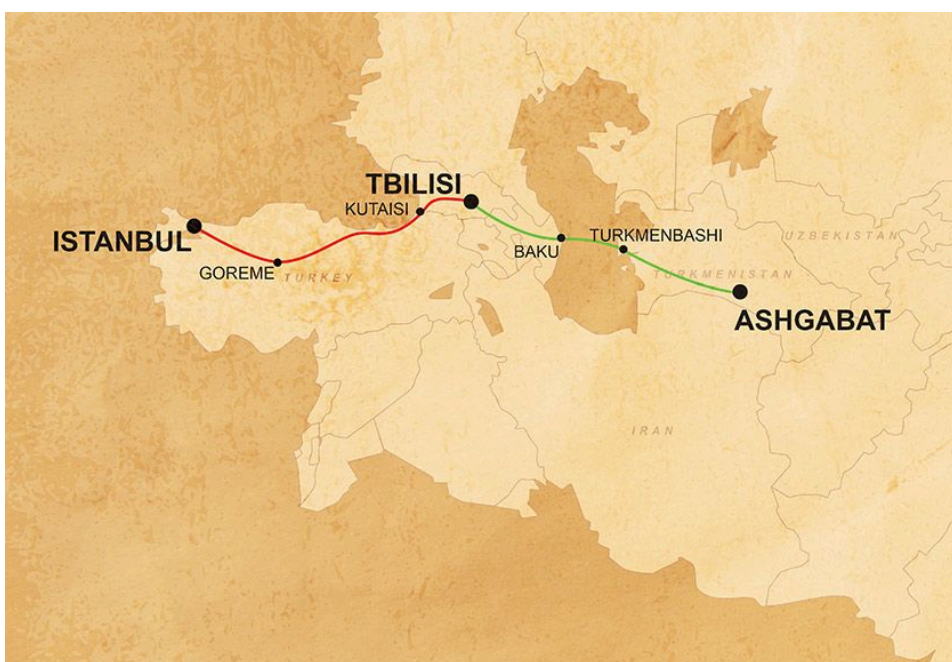 TBILISI
KUTAISI
ISTANBUL
GOREME
TURKEY
BAKU
TURKMENBASHI
UZBEKISTAN
TURKMENISTAN
ASHGABAT
IRAN